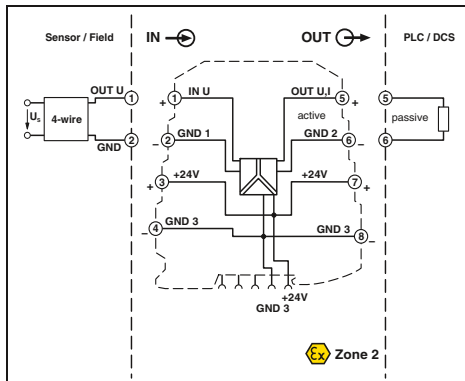 Sensor / Field IN OUT PLC / DCS
OUT U 1 + 1 IN U OUT U,I 5 + 5
Us 4-wire active passive
GND 2 − 2 GND 1 GND 2 6 − 6
+ 3 +24V +24V 7 +
− 4 GND 3 GND 3 8 −
+24V
GND 3
Ex Zone 2